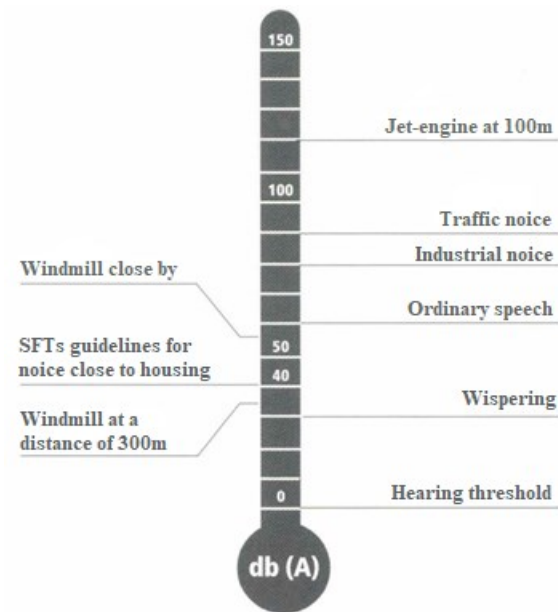 150
Jet-engine at 100m
100
Traffic noice
Industrial noice
Windmill close by
Ordinary speech
50
SFTs guidelines for
noice close to housing
40
Wispering
Windmill at a
distance of 300m
0
Hearing threshold
db (A)